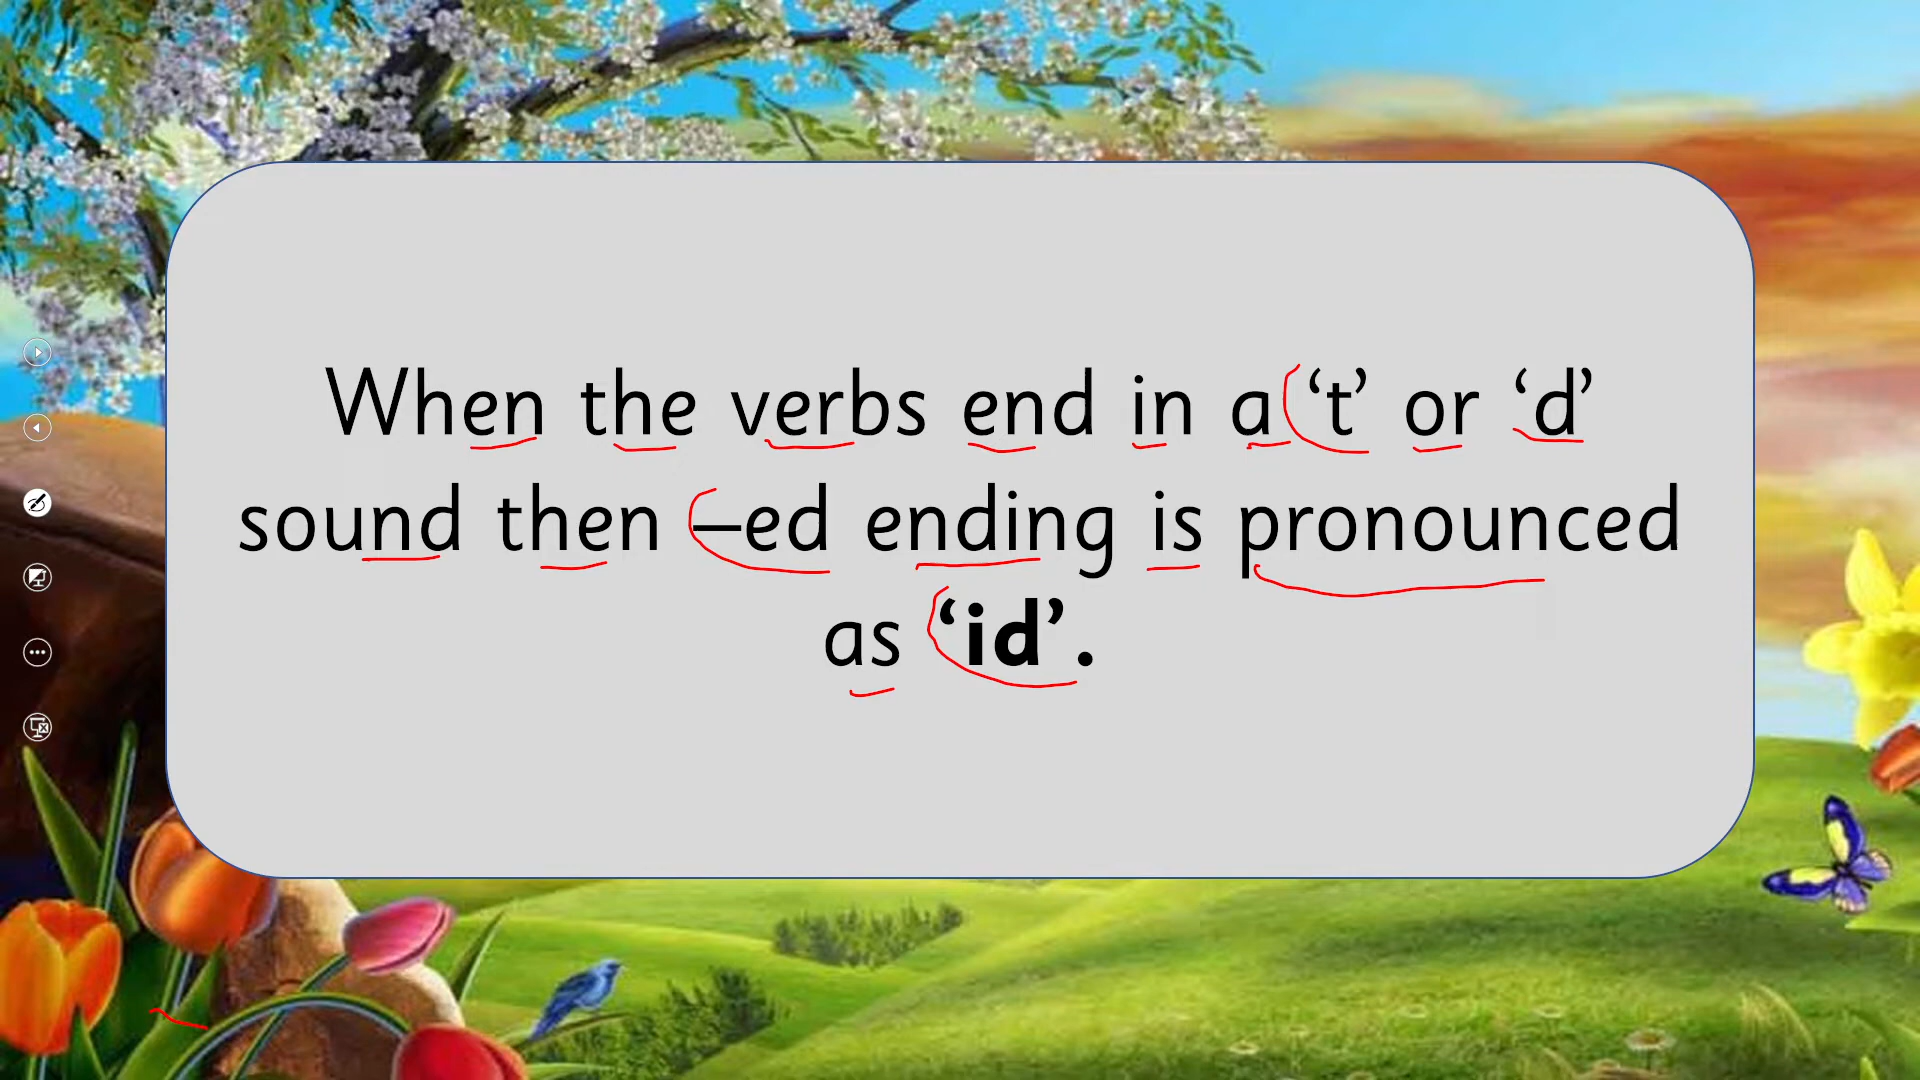 When the verbs end in a ‘t’ or ‘d’
sound then –ed ending is pronounced
as ‘id’.